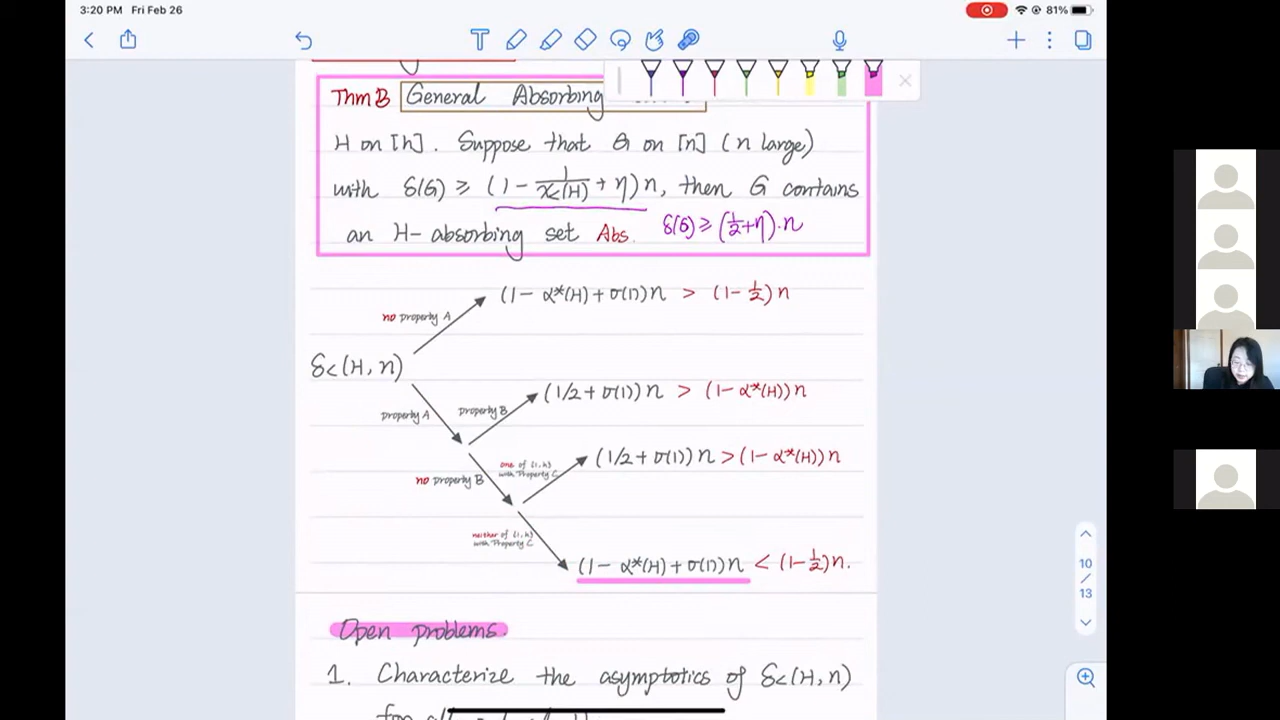 3:20 PM Fri Feb 26
81%
Thm B General Absorbing
H on [h]. Suppose that G on [n] (n large)
with δ(G) ≥ (1 - 1/χ<(H) + η)n, then G contains
an H-absorbing set Abs. δ(G) ≥ (1/2+η)·n
no property A
(1 - α*(H) + o(1))n > (1-1/2)n
δ<(H, n)
property A
property B
(1/2 + o(1))n > (1-α*(H))n
no property B
one of {1,h}
with Property C
(1/2 + o(1))n > (1-α*(H))n
neither of {1,h}
with Property C
(1 - α*(H) + o(1))n < (1-1/2)n.
10
/
13
Open problems.
1. Characterize the asymptotics of δ<(H, n)